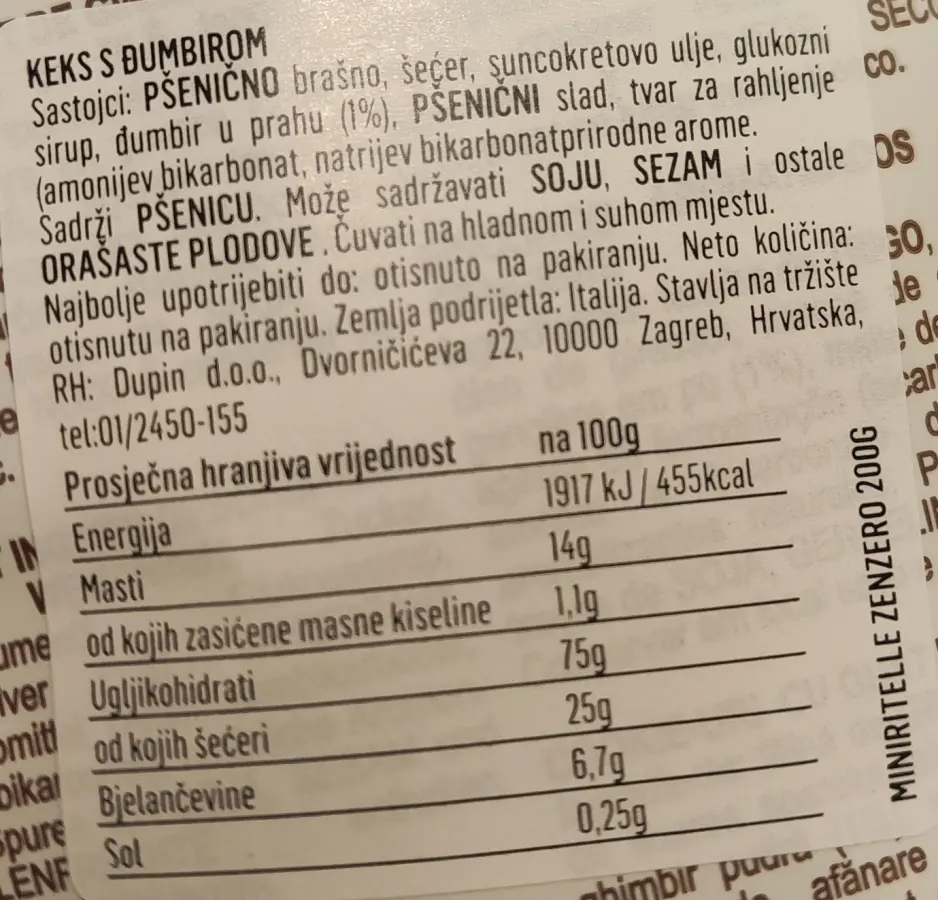 KEKS S ĐUMBIROM
Sastojci: PŠENIČNO brašno, šećer, suncokretovo ulje, glukozni
sirup, đumbir u prahu (1%), PŠENIČNI slad, tvar za rahljenje
(amonijev bikarbonat, natrijev bikarbonatprirodne arome.
Sadrži PŠENICU. Može sadržavati SOJU, SEZAM i ostale
ORAŠASTE PLODOVE . Čuvati na hladnom i suhom mjestu.
Najbolje upotrijebiti do: otisnuto na pakiranju. Neto količina:
otisnutu na pakiranju. Zemlja podrijetla: Italija. Stavlja na tržište
RH: Dupin d.o.o., Dvorničićeva 22, 10000 Zagreb, Hrvatska,
tel:01/2450-155
Prosječna hranjiva vrijednost na 100g
Energija 1917 kJ / 455kcal
Masti 14g
od kojih zasićene masne kiseline 1,1g
Ugljikohidrati 75g
od kojih šećeri 25g
Bjelančevine 6,7g
Sol 0,25g
MINIRITELLE ZENZERO 200G
afânare